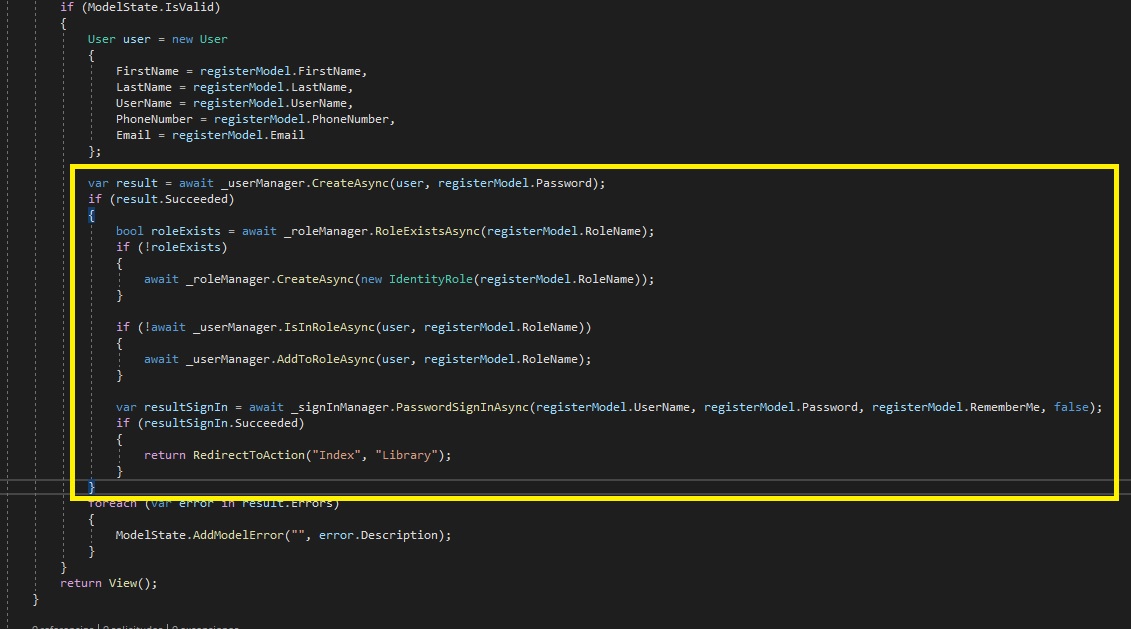 if (ModelState.IsValid)
{
User user = new User
{
FirstName = registerModel.FirstName,
LastName = registerModel.LastName,
UserName = registerModel.UserName,
PhoneNumber = registerModel.PhoneNumber,
Email = registerModel.Email
};
var result = await _userManager.CreateAsync(user, registerModel.Password);
if (result.Succeeded)
{
bool roleExists = await _roleManager.RoleExistsAsync(registerModel.RoleName);
if (!roleExists)
{
await _roleManager.CreateAsync(new IdentityRole(registerModel.RoleName));
}
if (!await _userManager.IsInRoleAsync(user, registerModel.RoleName))
{
await _userManager.AddToRoleAsync(user, registerModel.RoleName);
}
var resultSignIn = await _signInManager.PasswordSignInAsync(registerModel.UserName, registerModel.Password, registerModel.RememberMe, false);
if (resultSignIn.Succeeded)
{
return RedirectToAction("Index", "Library");
}
}
foreach (var error in result.Errors)
{
ModelState.AddModelError("", error.Description);
}
}
return View();
}